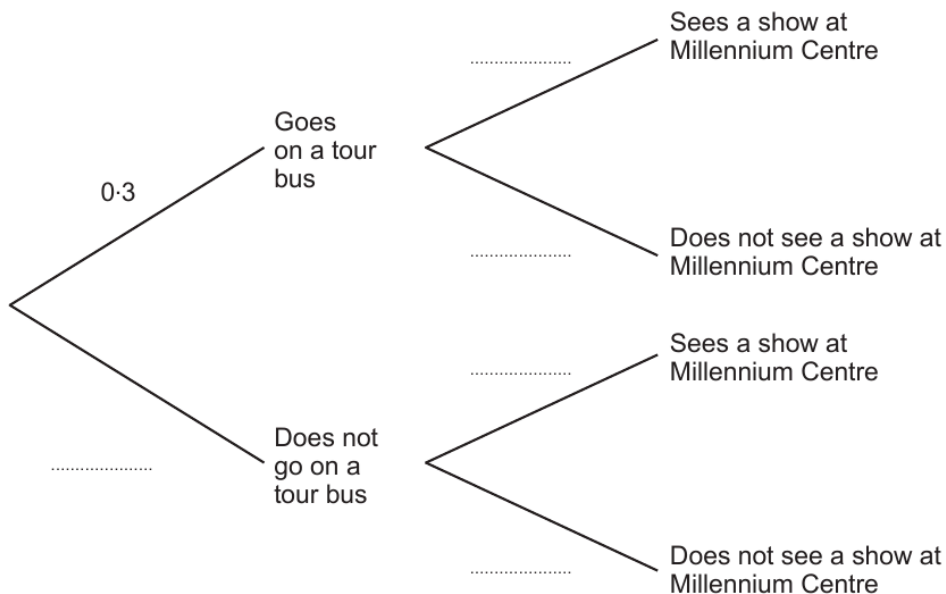 Sees a show at
Millennium Centre
Goes
on a tour
bus
0·3
Does not see a show at
Millennium Centre
Sees a show at
Millennium Centre
Does not
go on a
tour bus
Does not see a show at
Millennium Centre